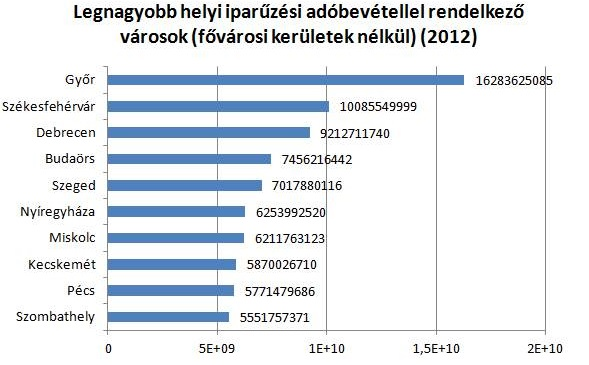 Legnagyobb helyi iparűzési adóbevétellel rendelkező
városok (fővárosi kerületek nélkül) (2012)
Győr 16283625085
Székesfehérvár 10085549999
Debrecen 9212711740
Budaörs 7456216442
Szeged 7017880116
Nyíregyháza 6253992520
Miskolc 6211763123
Kecskemét 5870026710
Pécs 5771479686
Szombathely 5551757371
0 5E+09 1E+10 1,5E+10 2E+10